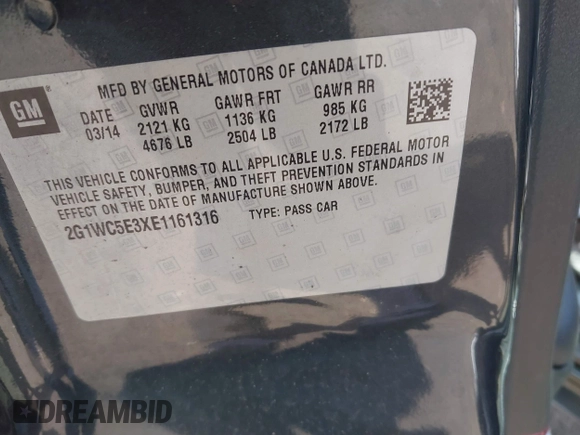 MFD BY GENERAL MOTORS OF CANADA LTD.
GM
DATE GVWR GAWR FRT GAWR RR
03/14 2121 KG 1136 KG 985 KG
4676 LB 2504 LB 2172 LB
THIS VEHICLE CONFORMS TO ALL APPLICABLE U.S. FEDERAL MOTOR
VEHICLE SAFETY, BUMPER, AND THEFT PREVENTION STANDARDS IN
EFFECT ON THE DATE OF MANUFACTURE SHOWN ABOVE.
2G1WC5E3XE1161316 TYPE: PASS CAR
DREAMBID